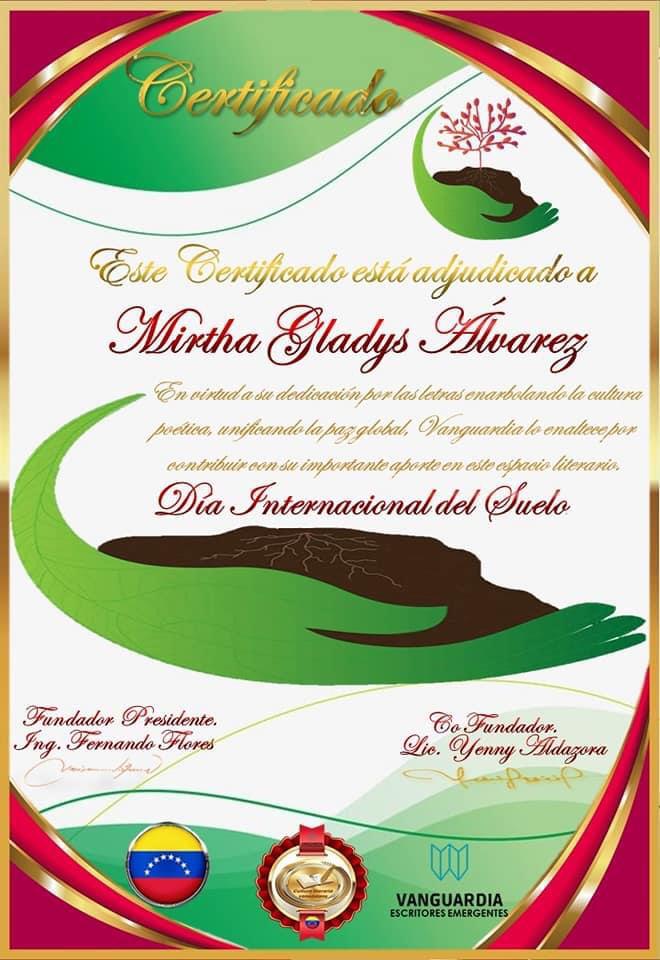 Certificado
Este Certificado está adjudicado a
Mirtha Gladys Álvarez
En virtud a su dedicación por las letras enarbolando la cultura
poética, unificando la paz global, Vanguardia lo enaltece por
contribuir con su importante aporte en este espacio literario.
Día Internacional del Suelo
Fundador Presidente.
Ing. Fernando Flores
Co Fundador.
Lic. Yenny Aldazora
Cultura literaria
VANGUARDIA
ESCRITORES EMERGENTES